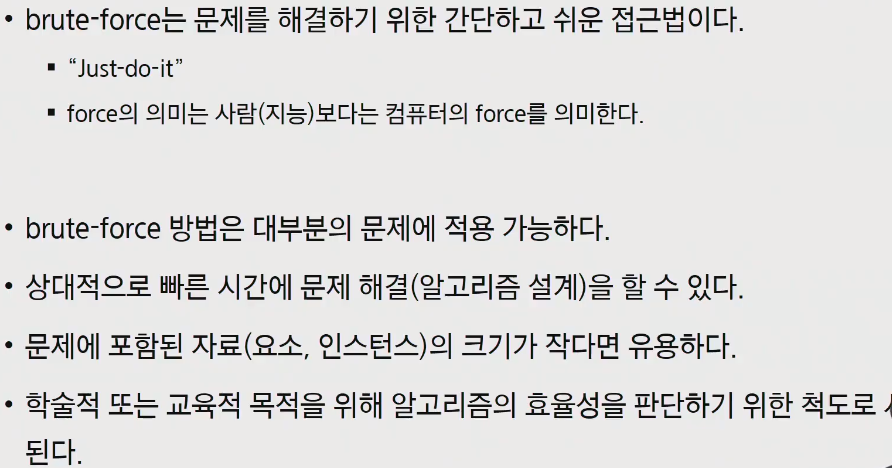 • brute-force는 문제를 해결하기 위한 간단하고 쉬운 접근법이다.
▪ “Just-do-it”
▪ force의 의미는 사람(지능)보다는 컴퓨터의 force를 의미한다.
• brute-force 방법은 대부분의 문제에 적용 가능하다.
• 상대적으로 빠른 시간에 문제 해결(알고리즘 설계)을 할 수 있다.
• 문제에 포함된 자료(요소, 인스턴스)의 크기가 작다면 유용하다.
• 학술적 또는 교육적 목적을 위해 알고리즘의 효율성을 판단하기 위한 척도로
된다.